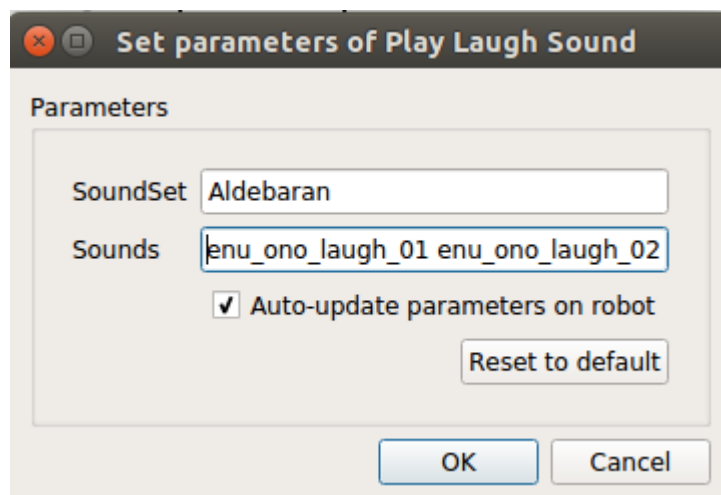 Set parameters of Play Laugh Sound
Parameters
SoundSet Aldebaran
Sounds enu_ono_laugh_01 enu_ono_laugh_02
Auto-update parameters on robot
Reset to default
OK Cancel